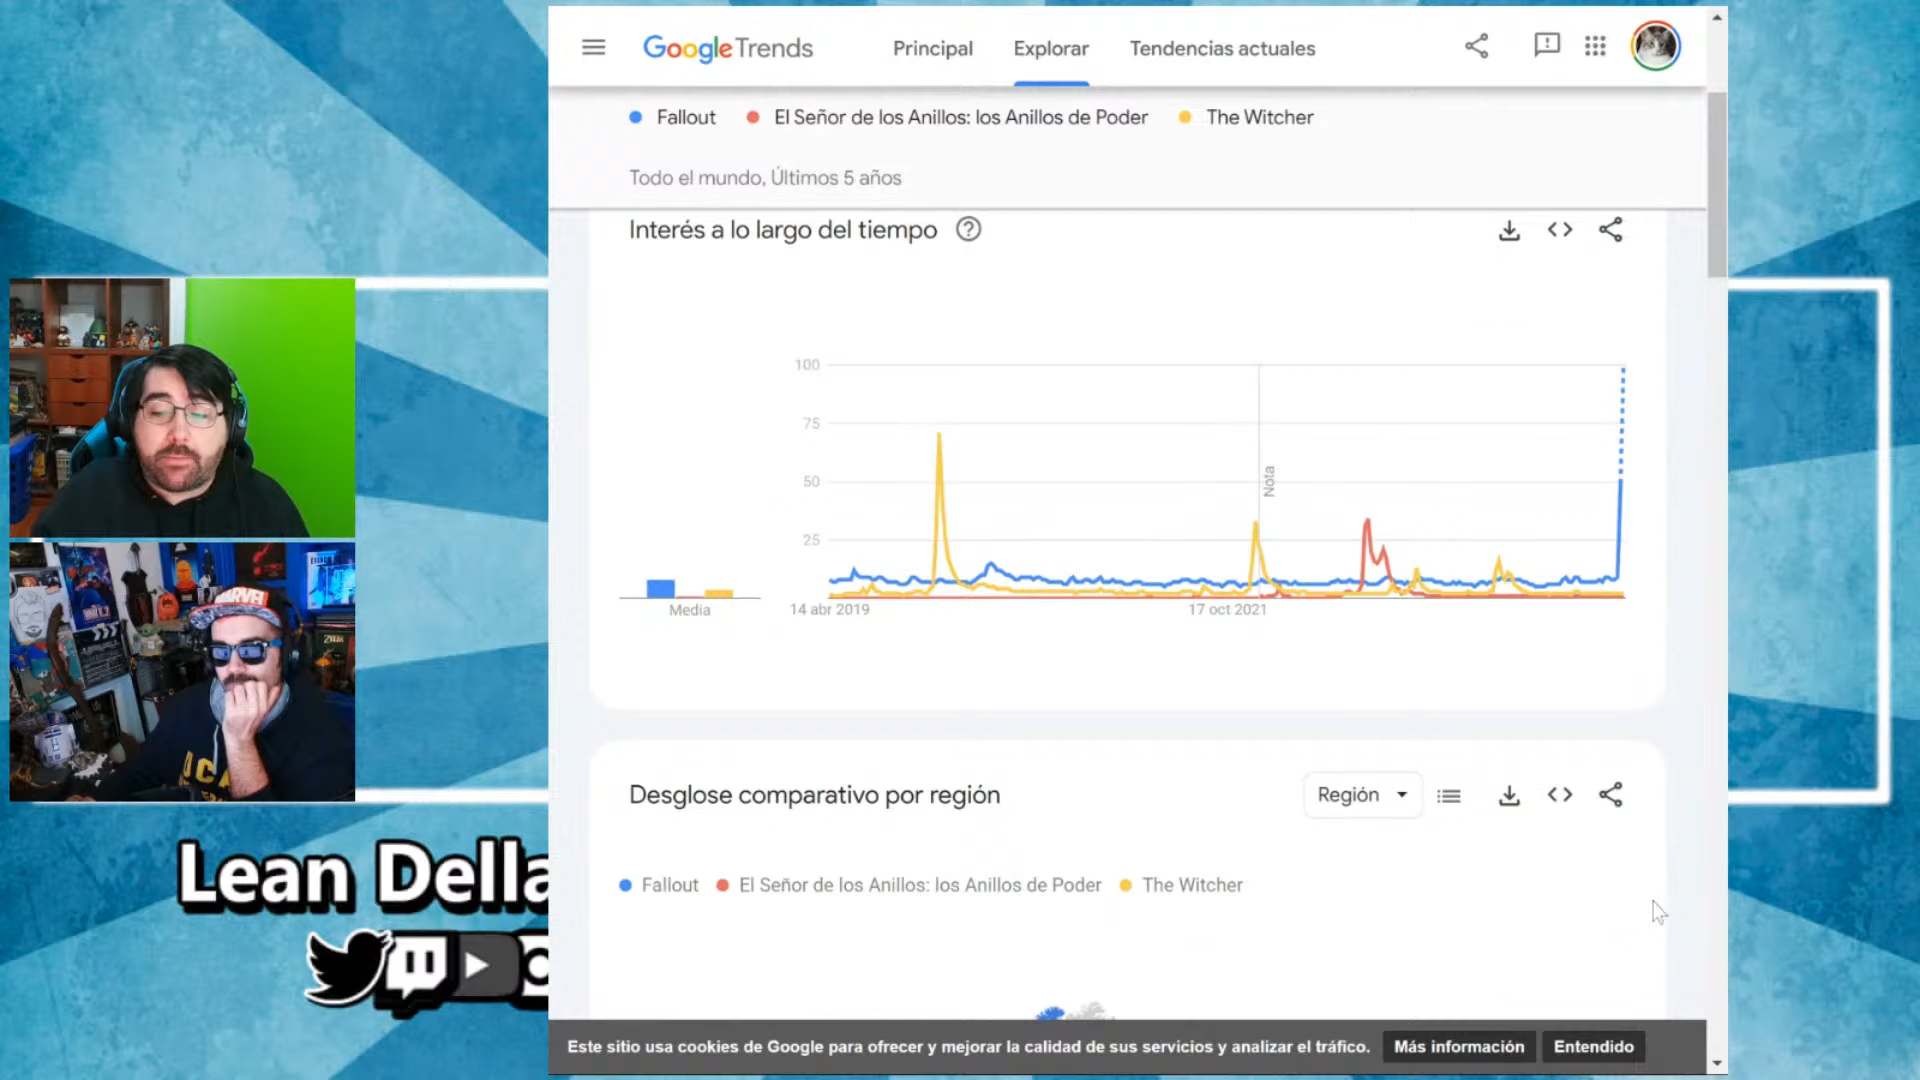 Google Trends
Principal
Explorar
Tendencias actuales
Fallout
El Señor de los Anillos: los Anillos de Poder
The Witcher
Todo el mundo, Últimos 5 años
Interés a lo largo del tiempo
100
75
50
25
Nota
Media
14 abr 2019
17 oct 2021
MARVEL
Desglose comparativo por región
Región
Fallout
El Señor de los Anillos: los Anillos de Poder
The Witcher
Lean Della
Este sitio usa cookies de Google para ofrecer y mejorar la calidad de sus servicios y analizar el tráfico.
Más información
Entendido